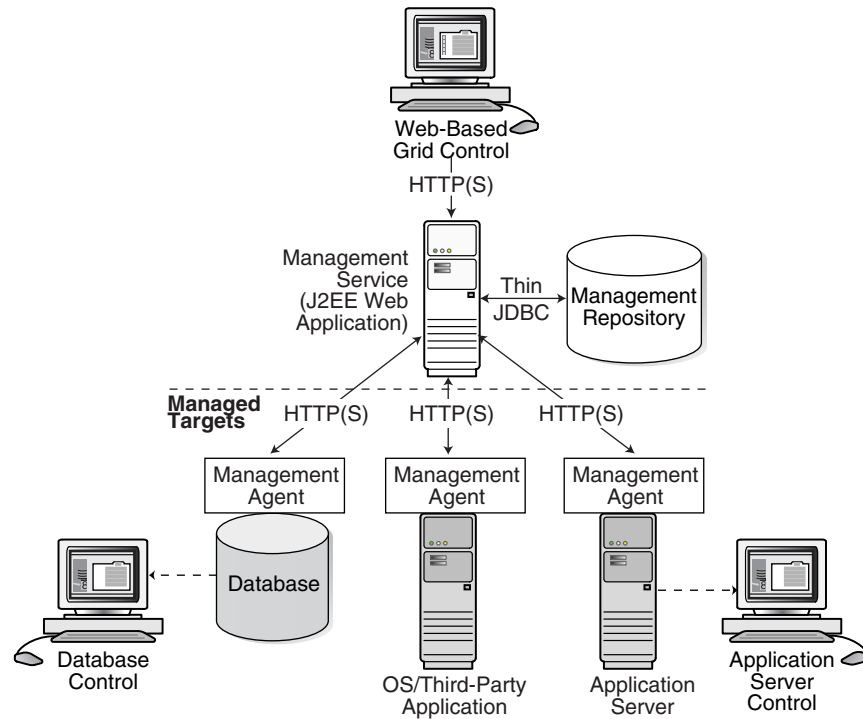 Web-Based
Grid Control
HTTP(S)
Management
Service
(J2EE Web
Application)
Thin
JDBC
Management
Repository
Managed
Targets
HTTP(S)
HTTP(S)
HTTP(S)
Management
Agent
Management
Agent
Management
Agent
Database
Database
Control
OS/Third-Party
Application
Application
Server
Application
Server
Control